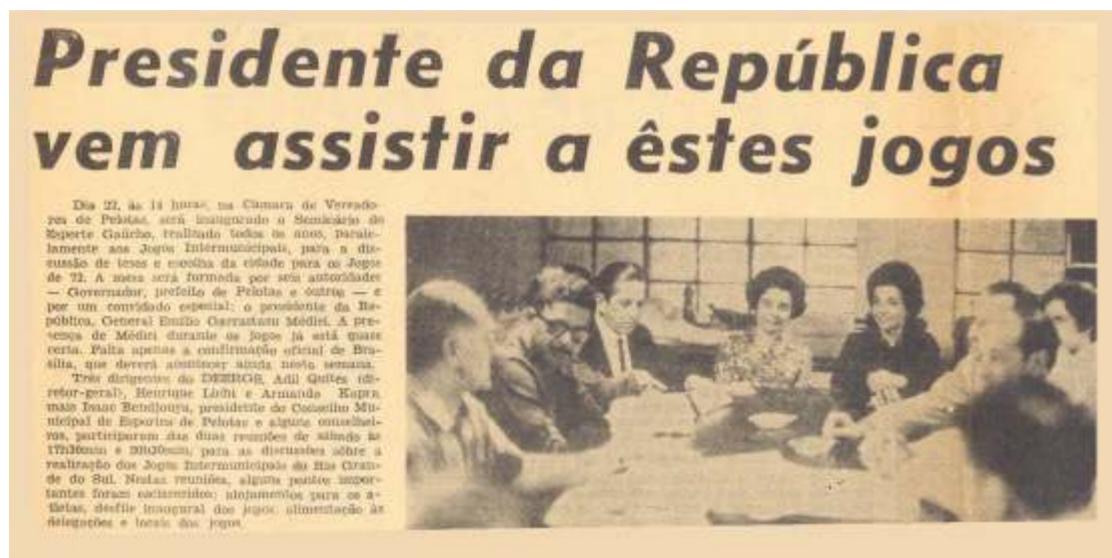 Presidente da República
vem assistir a êstes jogos
Dia 22, às 14 horas, na Câmara de Vereado-
res de Pelotas, será inaugurado o Seminário do
Esporte Gaúcho, realizado todos os anos, parale-
lamente aos Jogos Intermunicipais, para a dis-
cussão de teses e escolha da cidade para os Jogos
de 72. A mesa será formada por seis autoridades
— Governador, prefeito de Pelotas e outros — e
por um convidado especial: o presidente da Re-
pública, General Emílio Garrastazu Médici. A pre-
sença de Médici durante os jogos já está quase
certa. Falta apenas a confirmação oficial de Bra-
sília, que deverá acontecer ainda nesta semana.
Três dirigentes do DEERGS, Adil Quites (di-
retor-geral), Henrique Licht e Armando
mais Isaac presidente do Conselho Mu-
nicipal de Esportes de Pelotas e alguns conselhei-
ros, participaram das duas reuniões de sábado às
17h30min e 20h30min, para as discussões sôbre a
realização dos Jogos Intermunicipais do Rio Gran-
de do Sul. Nestas reuniões, alguns pontos impor-
tantes foram esclarecidos: alojamentos para os a-
tletas, desfile inaugural dos jogos, alimentação às
delegações e locais dos jogos.